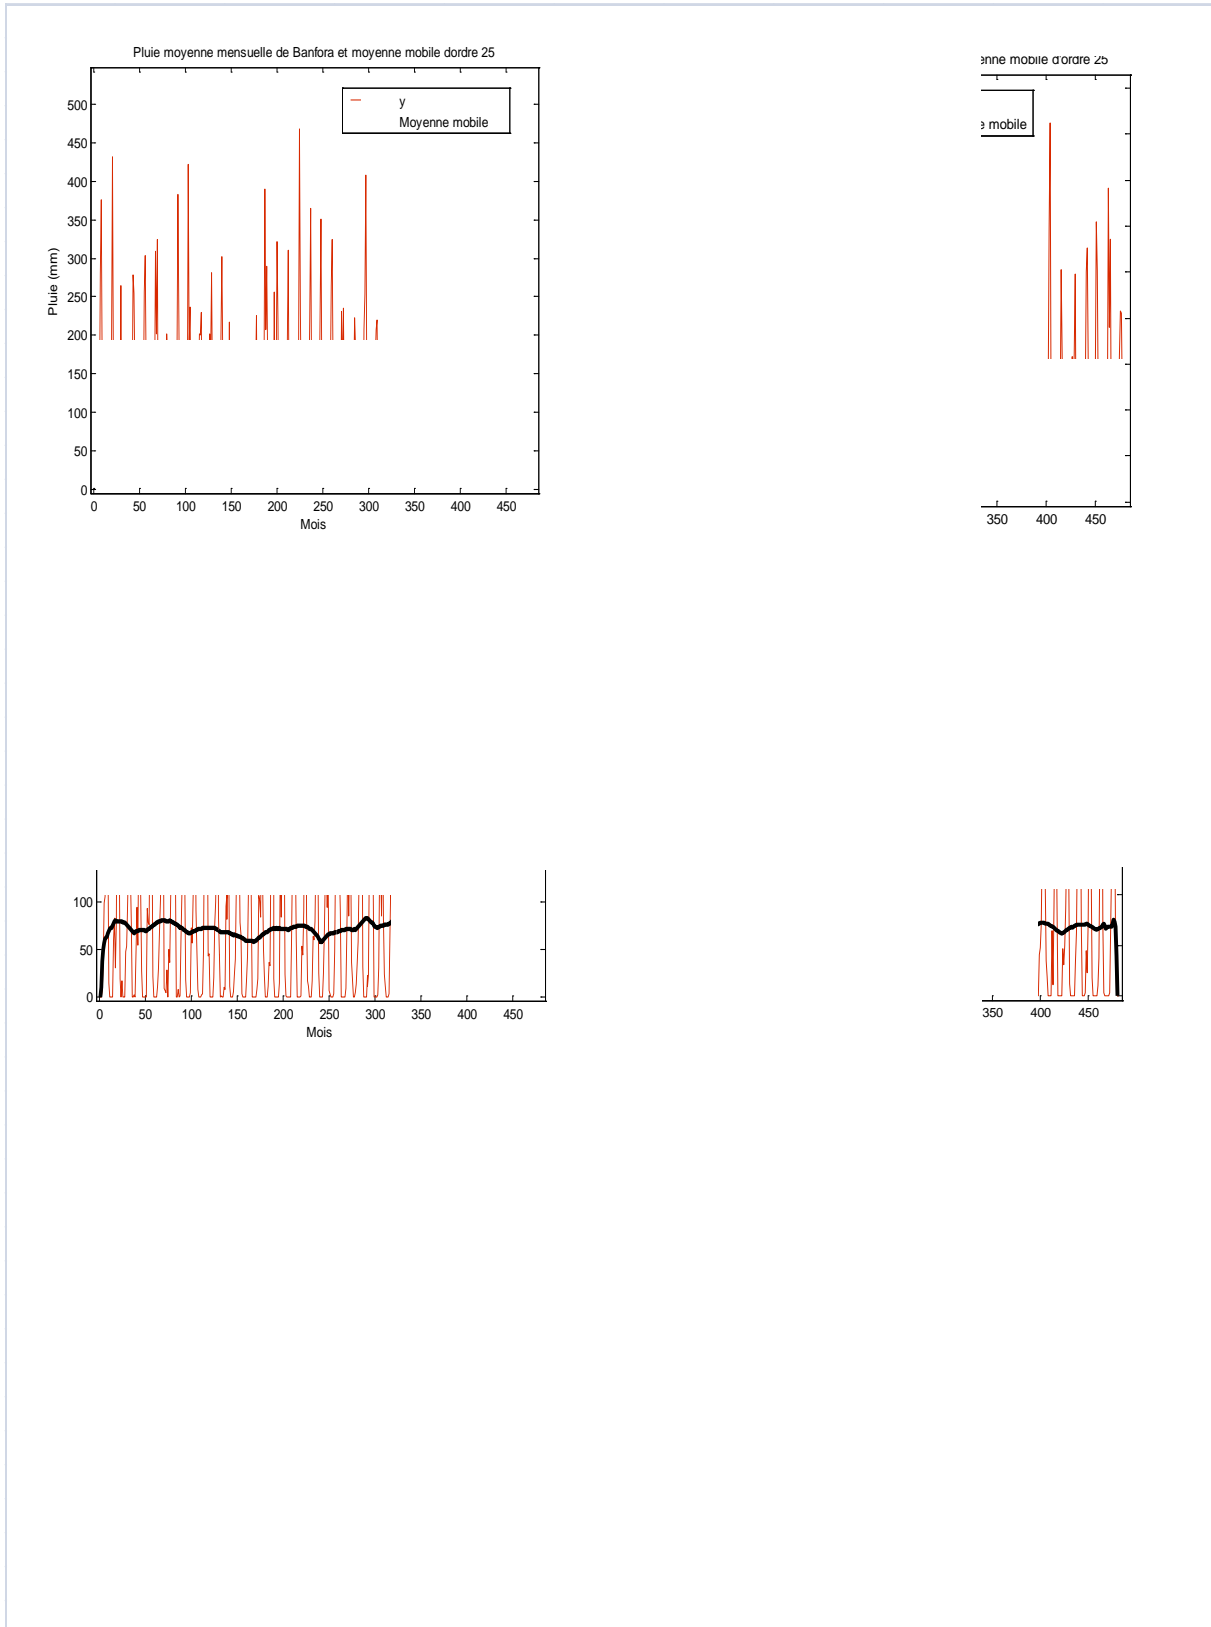 Pluie moyenne mensuelle de Banfora et moyenne mobile dordre 25
y
Moyenne mobile
500
450
400
350
300
250
200
150
100
50
0
Pluie (mm)
0 50 100 150 200 250 300 350 400 450
Mois
enne mobile d'ordre 25
e mobile
350 400 450
100
50
0
0 50 100 150 200 250 300 350 400 450
Mois
350 400 450